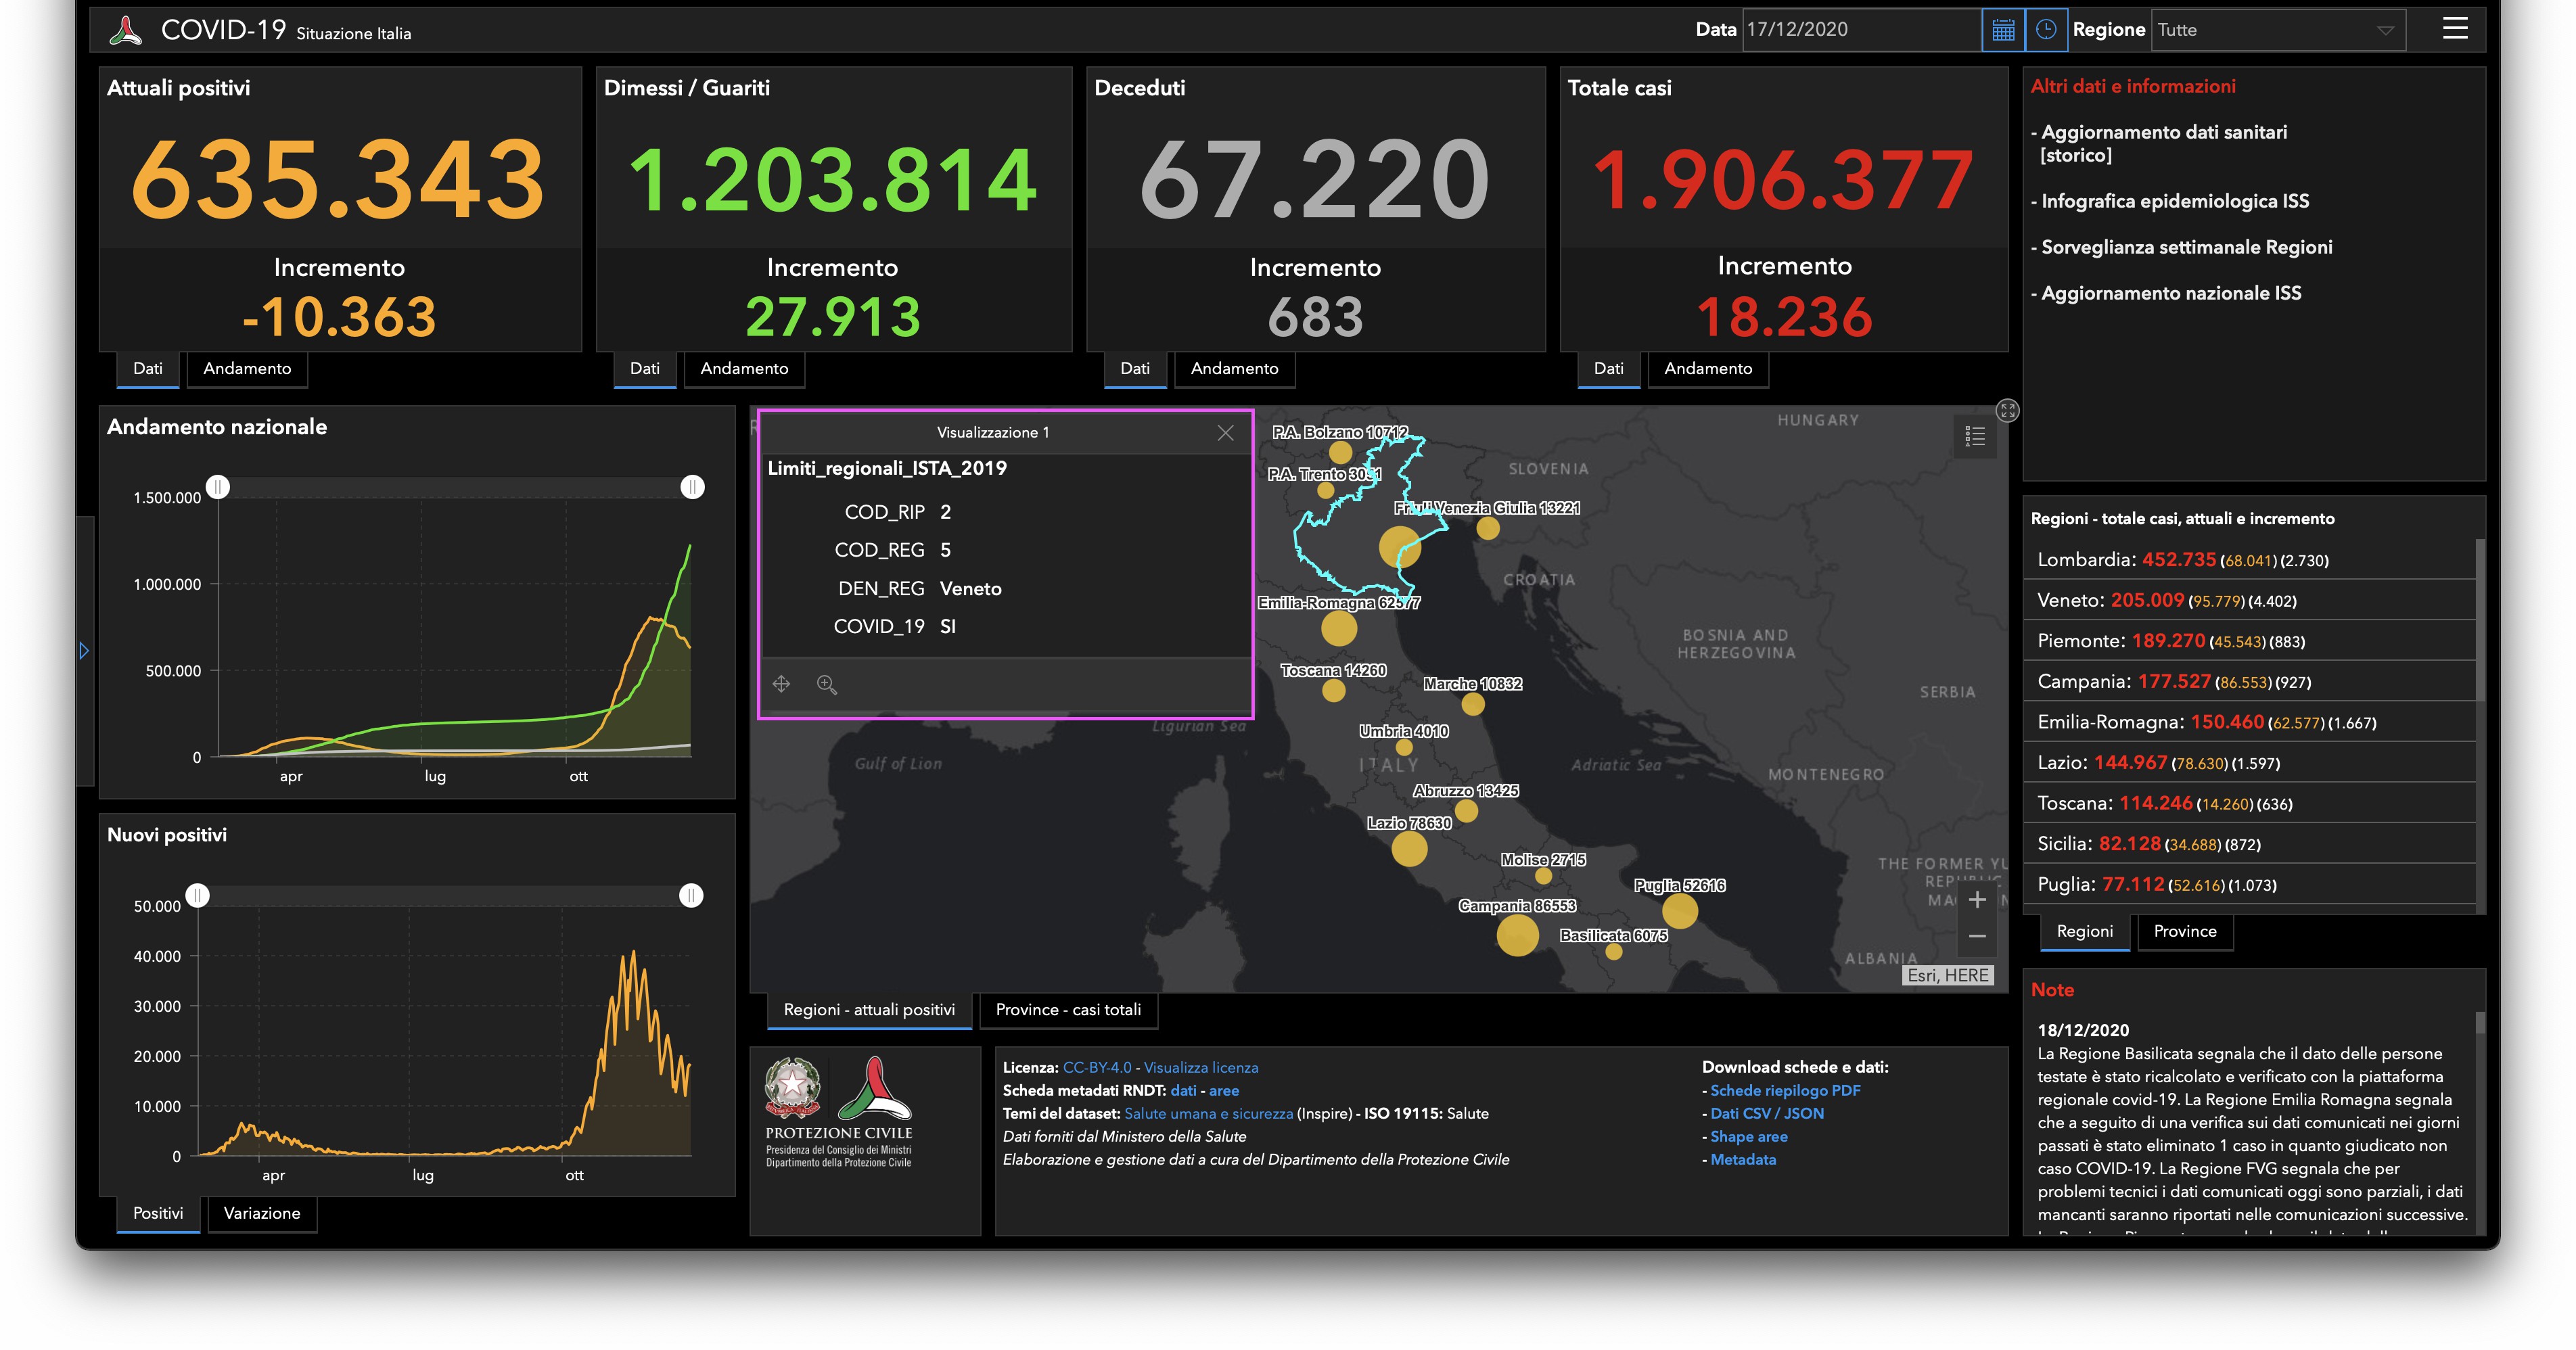 COVID-19 Situazione Italia
Data 17/12/2020 Regione Tutte
Attuali positivi
635.343
Incremento
-10.363
Dati Andamento
Dimessi / Guariti
1.203.814
Incremento
27.913
Dati Andamento
Deceduti
67.220
Incremento
683
Dati Andamento
Totale casi
1.906.377
Incremento
18.236
Dati Andamento
Altri dati e informazioni
- Aggiornamento dati sanitari
[storico]
- Infografica epidemiologica ISS
- Sorveglianza settimanale Regioni
- Aggiornamento nazionale ISS
Andamento nazionale
1.500.000
1.000.000
500.000
0
apr lug ott
Nuovi positivi
50.000
40.000
30.000
20.000
10.000
0
apr lug ott
Positivi Variazione
Visualizzazione 1
Limiti_regionali_ISTA_2019
COD_RIP 2
COD_REG 5
DEN_REG Veneto
COVID_19 SI
HUNGARY
P.A. Bolzano 10712
SLOVENIA
P.A. Trento 3051
Friuli Venezia Giulia 13221
CROATIA
Emilia-Romagna 62577
BOSNIA AND
HERZEGOVINA
Toscana 14260
Marche 10832
SERBIA
Ligurian Sea
Umbria 4010
Gulf of Lion
ITALY
Adriatic Sea
MONTENEGRO
Abruzzo 13425
Lazio 78630
Molise 2715
THE FORMER YU
Puglia 52616
Campania 86553
Basilicata 6075
ALBANIA
Esri, HERE
Regioni - attuali positivi Province - casi totali
Regioni - totale casi, attuali e incremento
Lombardia: 452.735 (68.041) (2.730)
Veneto: 205.009 (95.779) (4.402)
Piemonte: 189.270 (45.543) (883)
Campania: 177.527 (86.553) (927)
Emilia-Romagna: 150.460 (62.577) (1.667)
Lazio: 144.967 (78.630) (1.597)
Toscana: 114.246 (14.260) (636)
Sicilia: 82.128 (34.688) (872)
Puglia: 77.112 (52.616) (1.073)
Regioni Province
PROTEZIONE CIVILE
Presidenza del Consiglio dei Ministri
Dipartimento della Protezione Civile
Licenza: CC-BY-4.0 - Visualizza licenza
Scheda metadati RNDT: dati - aree
Temi del dataset: Salute umana e sicurezza (Inspire) - ISO 19115: Salute
Dati forniti dal Ministero della Salute
Elaborazione e gestione dati a cura del Dipartimento della Protezione Civile
Download schede e dati:
- Schede riepilogo PDF
- Dati CSV / JSON
- Shape aree
- Metadata
Note
18/12/2020
La Regione Basilicata segnala che il dato delle persone
testate è stato ricalcolato e verificato con la piattaforma
regionale covid-19. La Regione Emilia Romagna segnala
che a seguito di una verifica sui dati comunicati nei giorni
passati è stato eliminato 1 caso in quanto giudicato non
caso COVID-19. La Regione FVG segnala che per
problemi tecnici i dati comunicati oggi sono parziali, i dati
mancanti saranno riportati nelle comunicazioni successive.